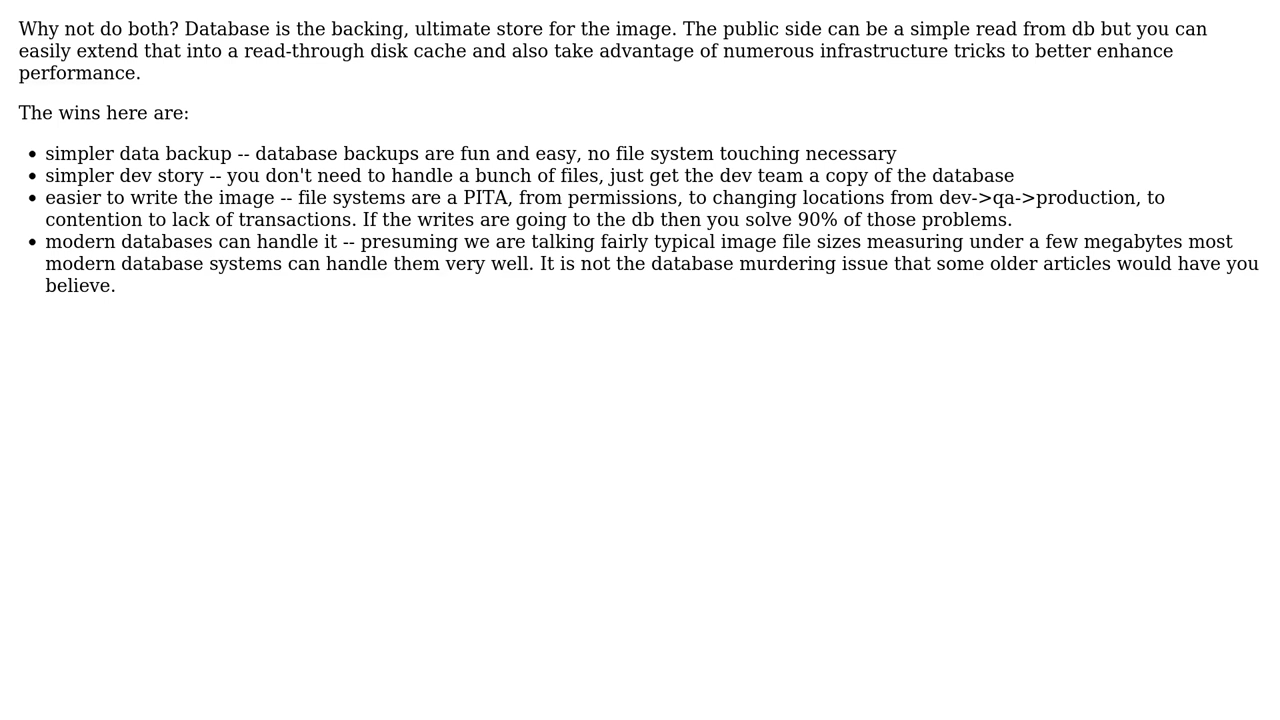 Why not do both? Database is the backing, ultimate store for the image. The public side can be a simple read from db but you can
easily extend that into a read-through disk cache and also take advantage of numerous infrastructure tricks to better enhance
performance.
The wins here are:
• simpler data backup -- database backups are fun and easy, no file system touching necessary
• simpler dev story -- you don't need to handle a bunch of files, just get the dev team a copy of the database
• easier to write the image -- file systems are a PITA, from permissions, to changing locations from dev->qa->production, to
contention to lack of transactions. If the writes are going to the db then you solve 90% of those problems.
• modern databases can handle it -- presuming we are talking fairly typical image file sizes measuring under a few megabytes most
modern database systems can handle them very well. It is not the database murdering issue that some older articles would have you
believe.